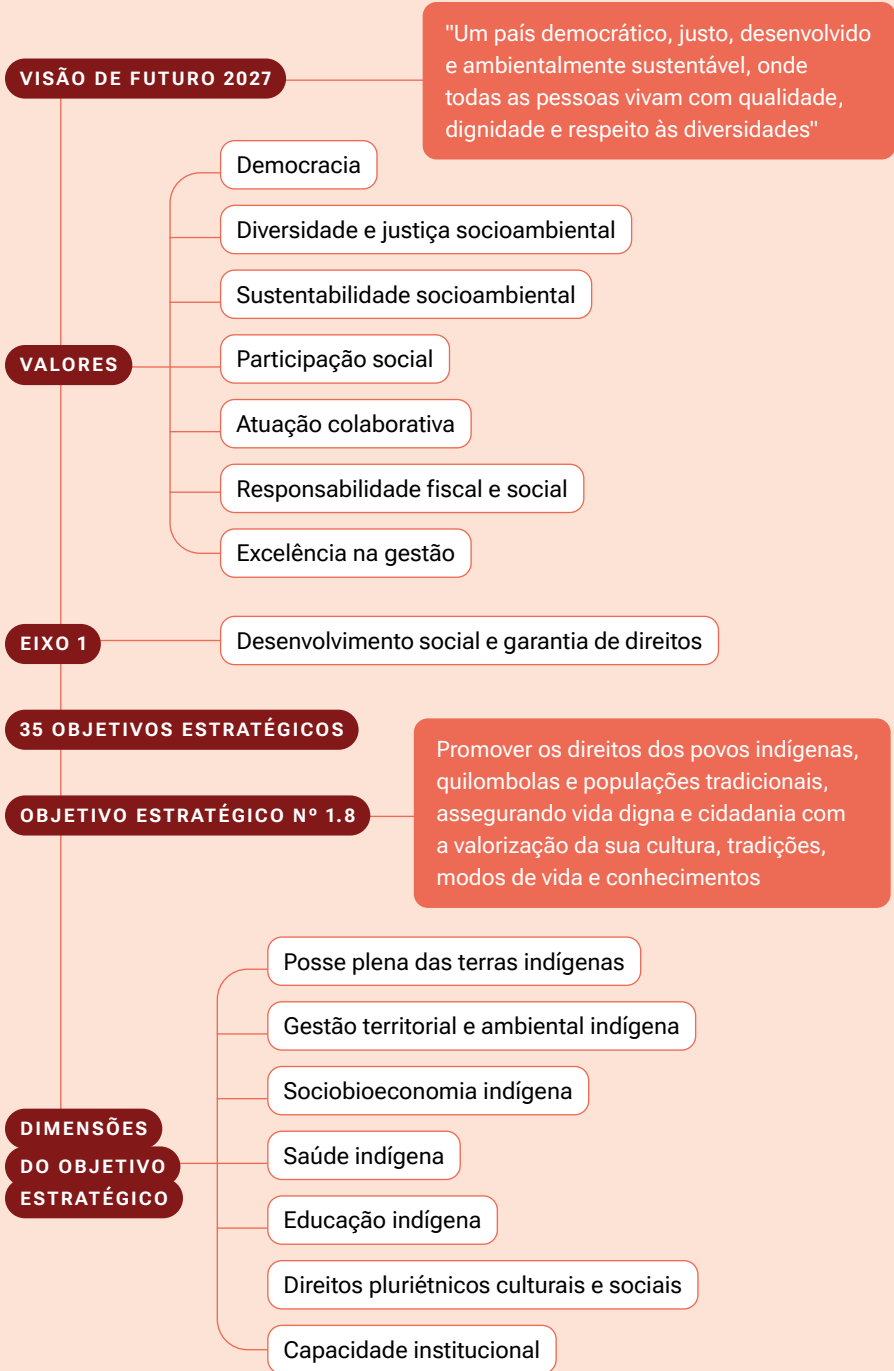 VISÃO DE FUTURO 2027
"Um país democrático, justo, desenvolvido
e ambientalmente sustentável, onde
todas as pessoas vivam com qualidade,
dignidade e respeito às diversidades"
VALORES
Democracia
Diversidade e justiça socioambiental
Sustentabilidade socioambiental
Participação social
Atuação colaborativa
Responsabilidade fiscal e social
Excelência na gestão
EIXO 1
Desenvolvimento social e garantia de direitos
35 OBJETIVOS ESTRATÉGICOS
OBJETIVO ESTRATÉGICO Nº 1.8
Promover os direitos dos povos indígenas,
quilombolas e populações tradicionais,
assegurando vida digna e cidadania com
a valorização da sua cultura, tradições,
modos de vida e conhecimentos
DIMENSÕES
DO OBJETIVO
ESTRATÉGICO
Posse plena das terras indígenas
Gestão territorial e ambiental indígena
Sociobioeconomia indígena
Saúde indígena
Educação indígena
Direitos pluriétnicos culturais e sociais
Capacidade institucional